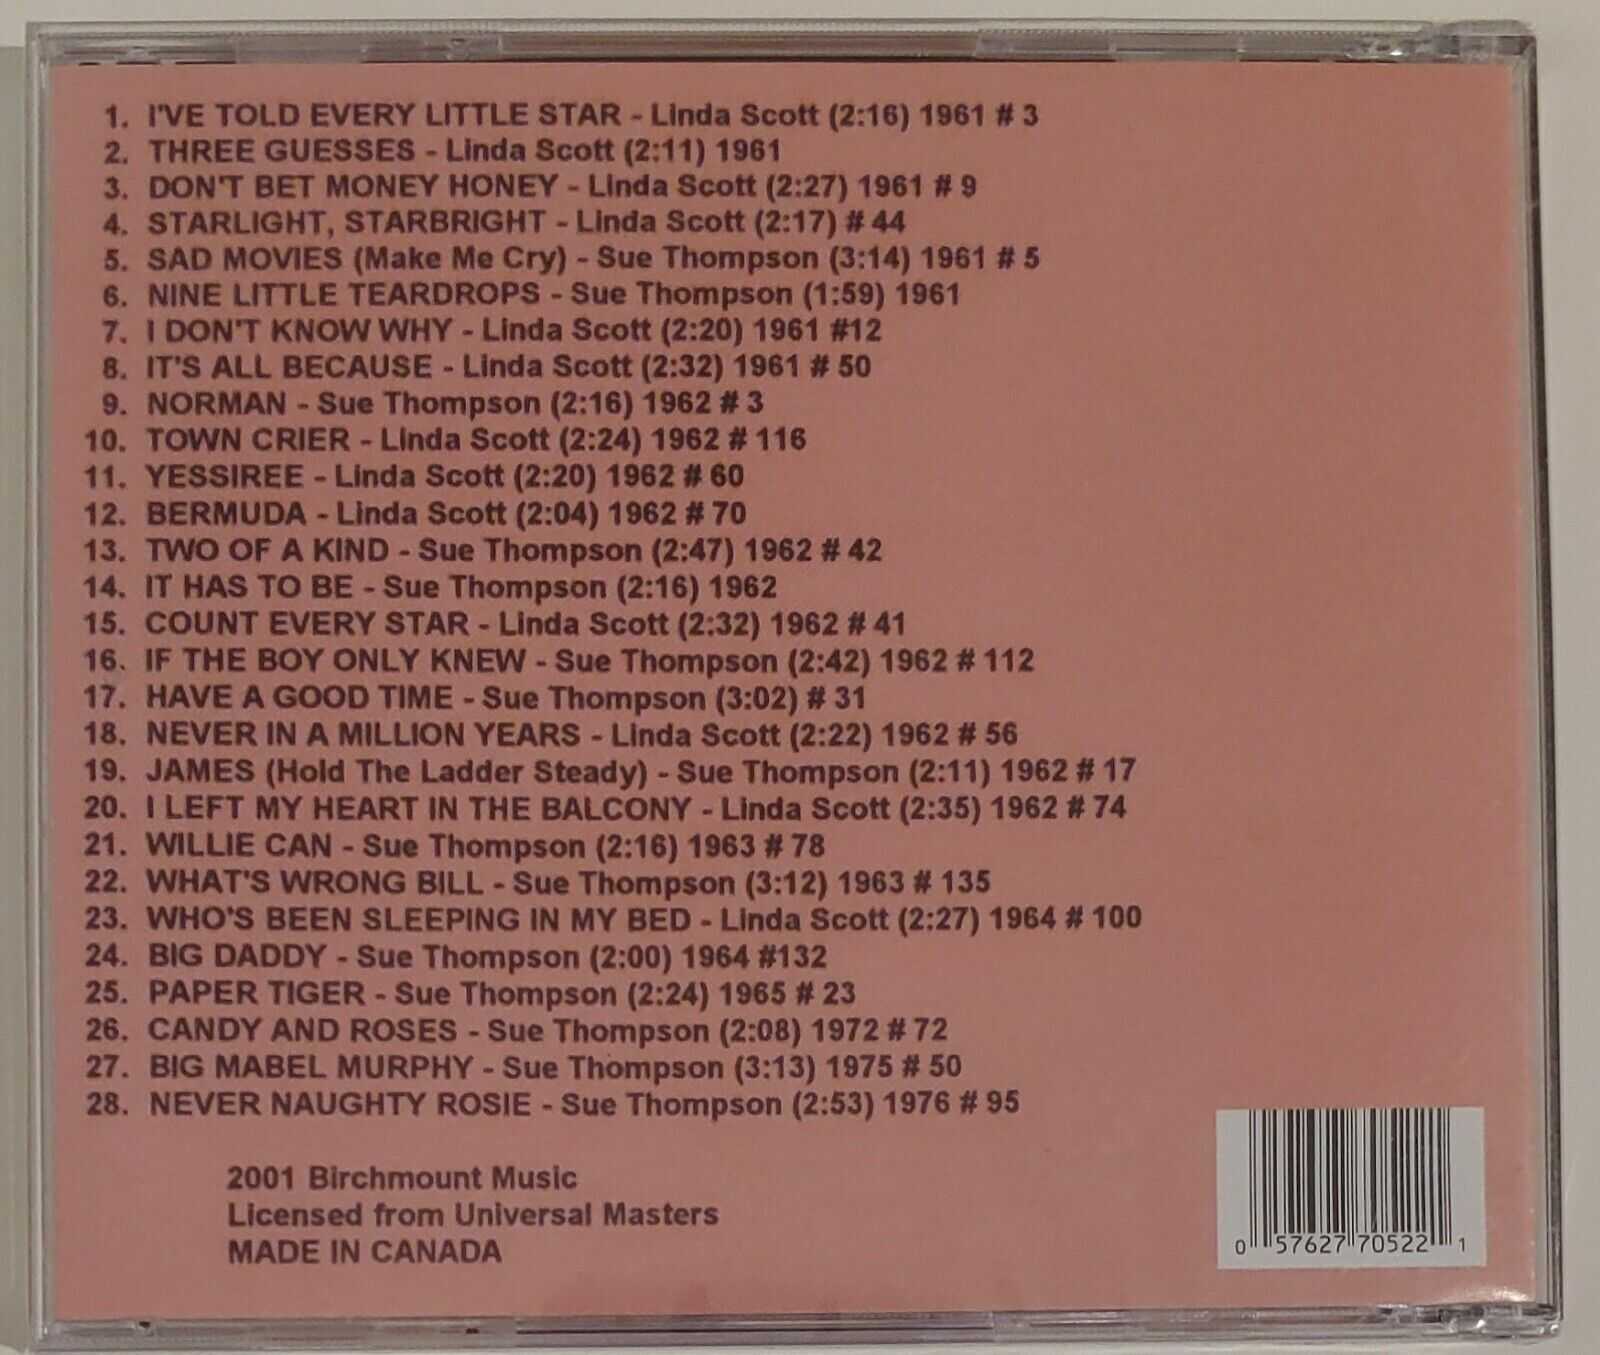 1. I'VE TOLD EVERY LITTLE STAR - Linda Scott (2:16) 1961 # 3
2. THREE GUESSES - Linda Scott (2:11) 1961
3. DON'T BET MONEY HONEY - Linda Scott (2:27) 1961 # 9
4. STARLIGHT, STARBRIGHT - Linda Scott (2:17) # 44
5. SAD MOVIES (Make Me Cry) - Sue Thompson (3:14) 1961 # 5
6. NINE LITTLE TEARDROPS - Sue Thompson (1:59) 1961
7. I DON'T KNOW WHY - Linda Scott (2:20) 1961 #12
8. IT'S ALL BECAUSE - Linda Scott (2:32) 1961 # 50
9. NORMAN - Sue Thompson (2:16) 1962 # 3
10. TOWN CRIER - Linda Scott (2:24) 1962 # 116
11. YESSIREE - Linda Scott (2:20) 1962 # 60
12. BERMUDA - Linda Scott (2:04) 1962 # 70
13. TWO OF A KIND - Sue Thompson (2:47) 1962 # 42
14. IT HAS TO BE - Sue Thompson (2:16) 1962
15. COUNT EVERY STAR - Linda Scott (2:32) 1962 # 41
16. IF THE BOY ONLY KNEW - Sue Thompson (2:42) 1962 # 112
17. HAVE A GOOD TIME - Sue Thompson (3:02) # 31
18. NEVER IN A MILLION YEARS - Linda Scott (2:22) 1962 # 56
19. JAMES (Hold The Ladder Steady) - Sue Thompson (2:11) 1962 # 17
20. I LEFT MY HEART IN THE BALCONY - Linda Scott (2:35) 1962 # 74
21. WILLIE CAN - Sue Thompson (2:16) 1963 # 78
22. WHAT'S WRONG BILL - Sue Thompson (3:12) 1963 # 135
23. WHO'S BEEN SLEEPING IN MY BED - Linda Scott (2:27) 1964 # 100
24. BIG DADDY - Sue Thompson (2:00) 1964 #132
25. PAPER TIGER - Sue Thompson (2:24) 1965 # 23
26. CANDY AND ROSES - Sue Thompson (2:08) 1972 # 72
27. BIG MABEL MURPHY - Sue Thompson (3:13) 1975 # 50
28. NEVER NAUGHTY ROSIE - Sue Thompson (2:53) 1976 # 95
2001 Birchmount Music
Licensed from Universal Masters
MADE IN CANADA
0 57627 70522 1